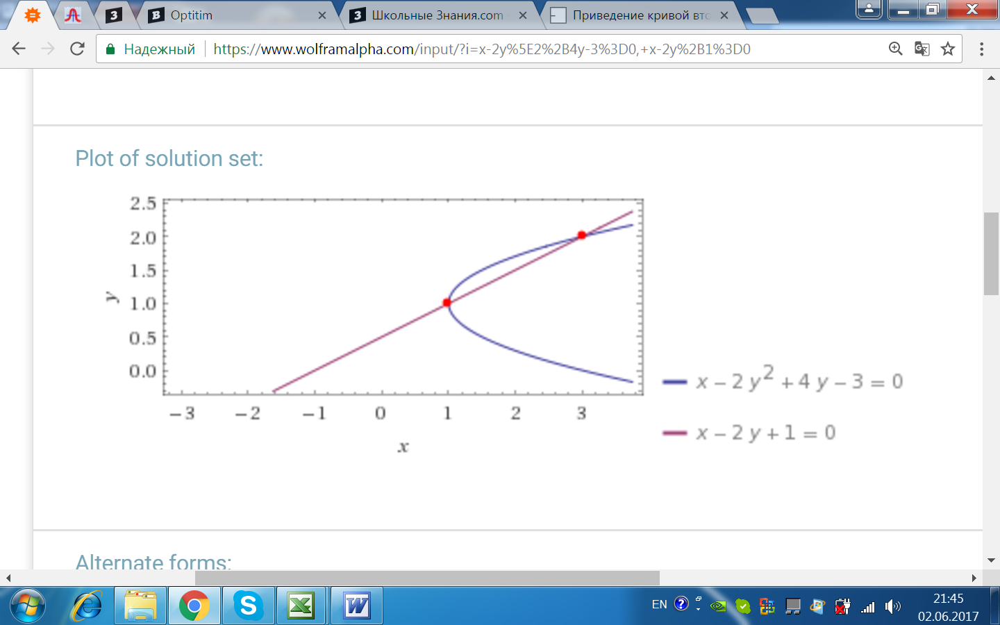 Optitim
Школьные Знания.com
Приведение кривой вто
Надежный
https://www.wolframalpha.com/input/?i=x-2y%5E2%2B4y-3%3D0,+x-2y%2B1%3D0
Plot of solution set:
2.5
2.0
1.5
1.0
0.5
0.0
y
−3 −2 −1 0 1 2 3
x
x − 2 y² + 4 y − 3 = 0
x − 2 y + 1 = 0
Alternate forms:
EN
21:45
02.06.2017